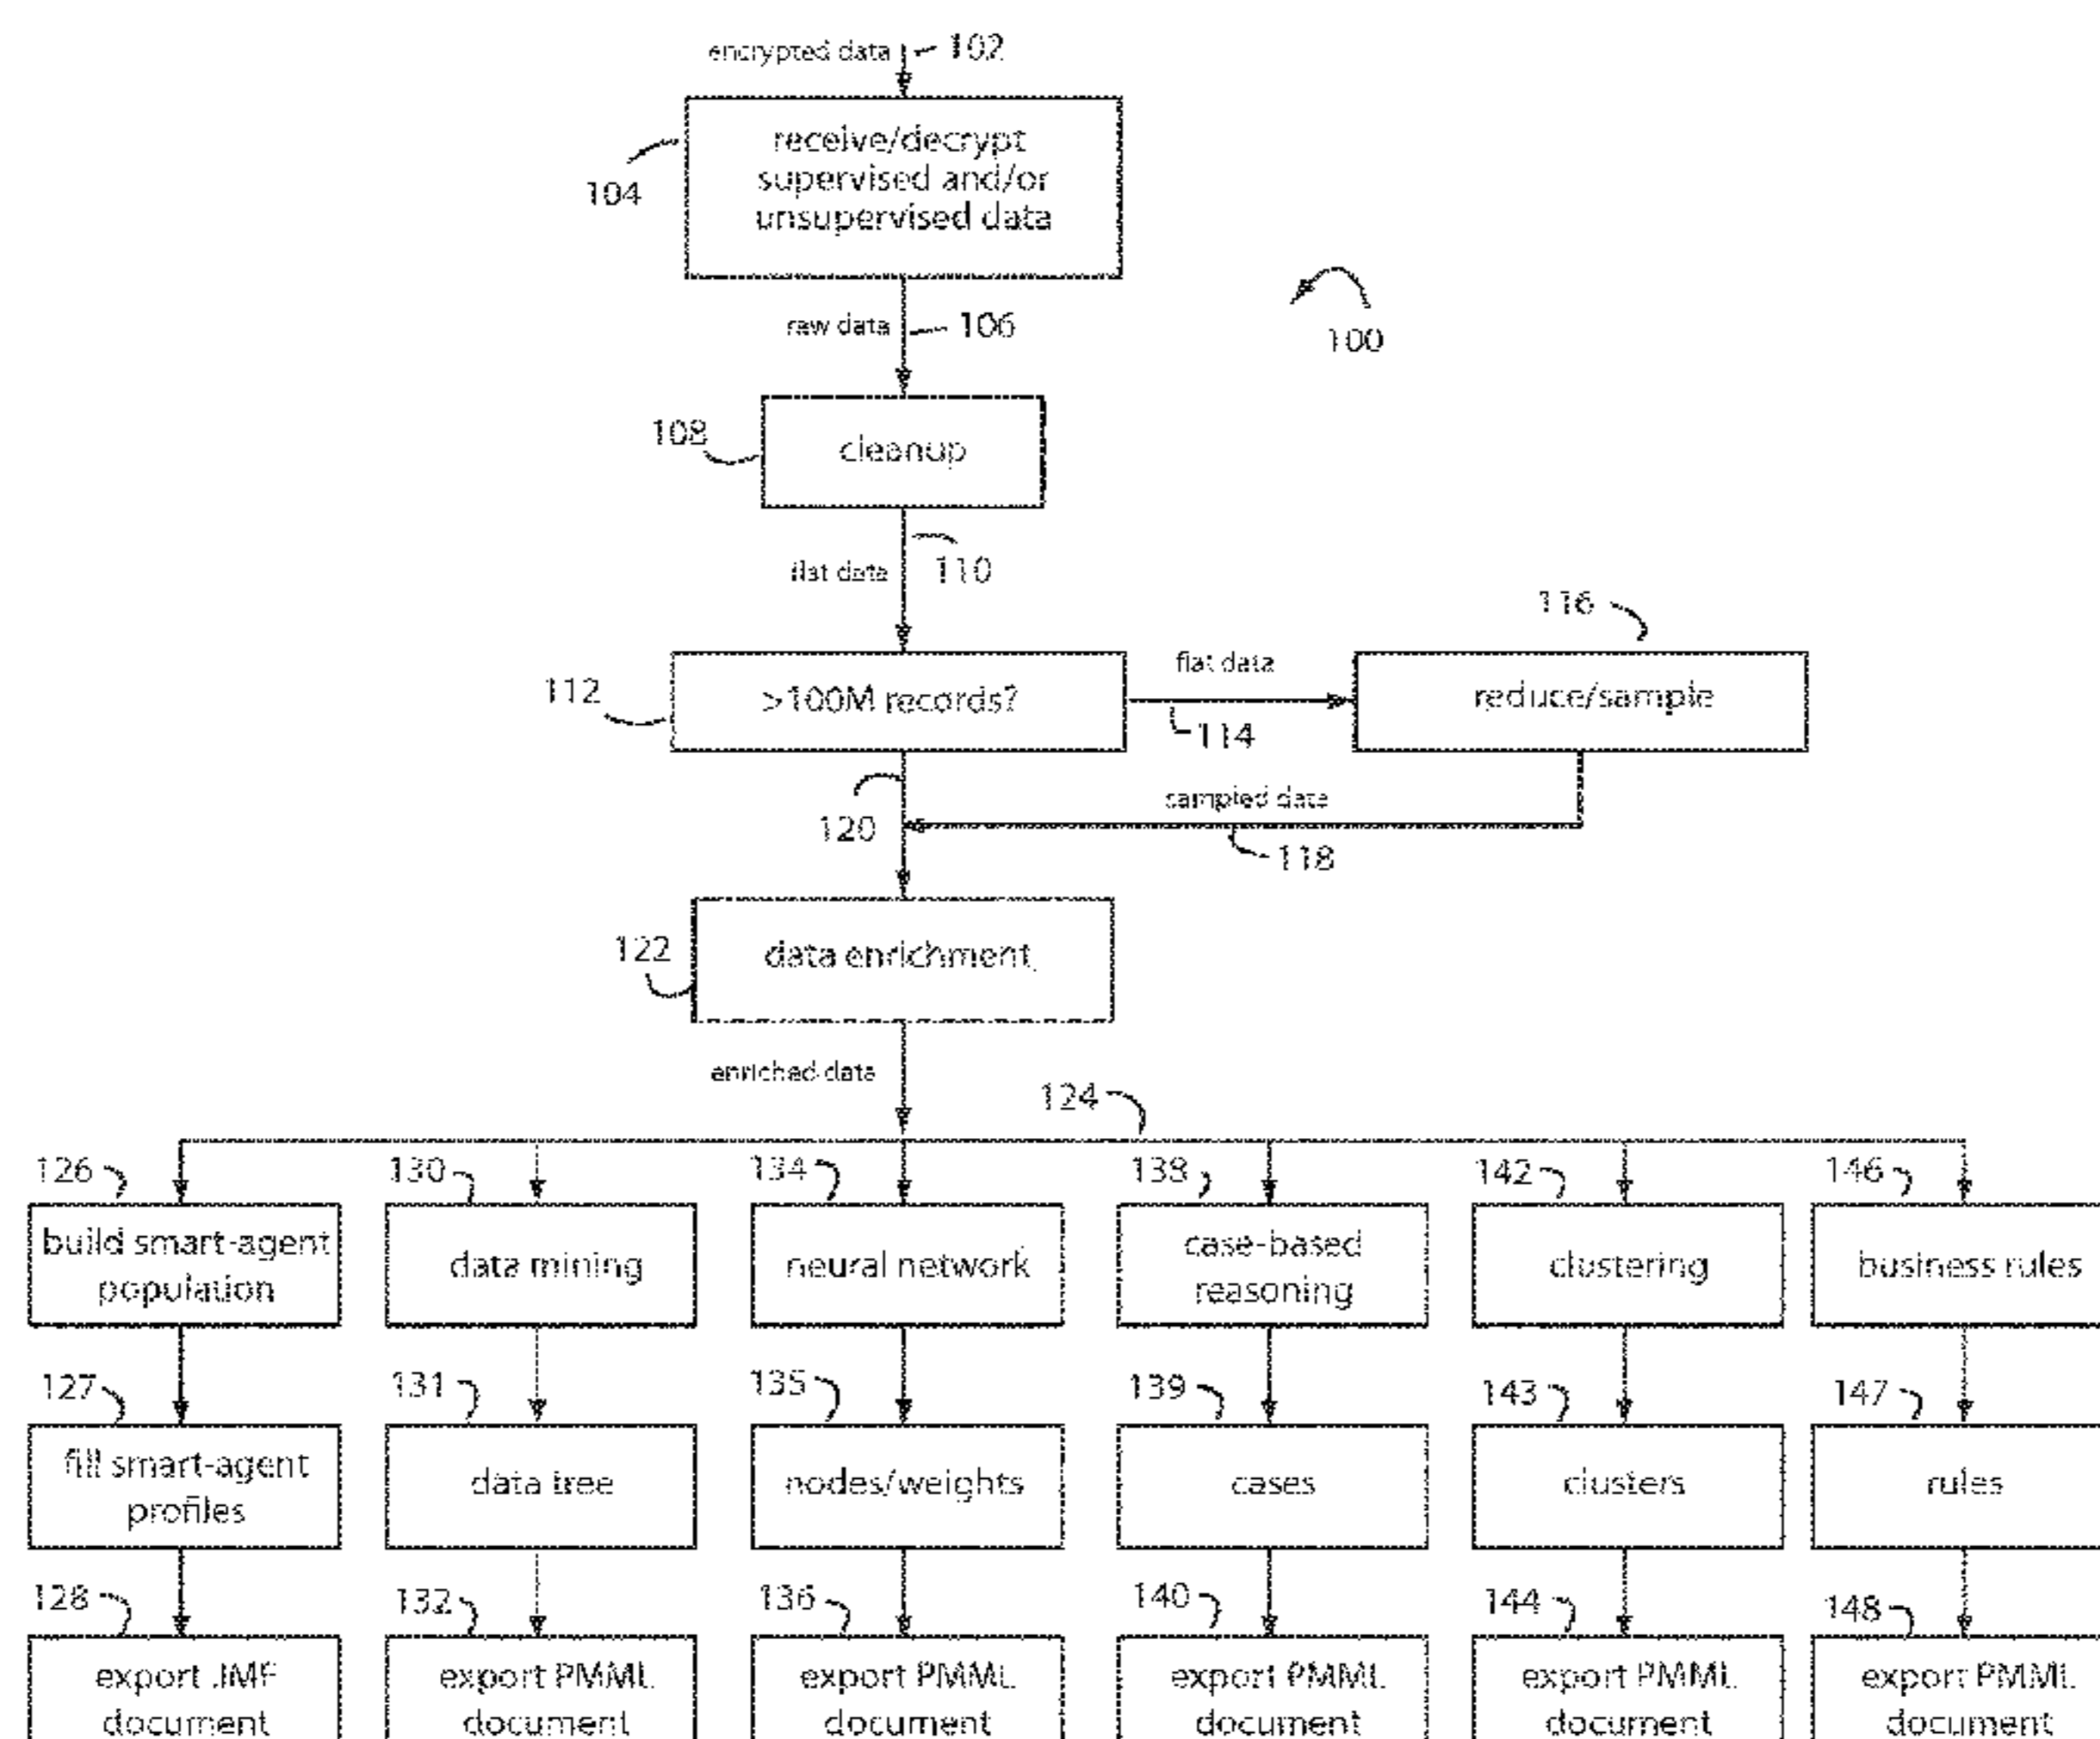 encrypted data 102
receive/decrypt
supervised and/or
unsupervised data
104
raw data 106
100
108
cleanup
flat data 110
116
112
>100M records?
flat data
114
reduce/sample
120
sampled data
118
122
data enrichment
enriched data
124
126 130 134 138 142 146
build smart-agent
population
data mining
neural network
case-based
reasoning
clustering
business rules
127 131 135 139 143 147
fill smart-agent
profiles
data tree
nodes/weights
cases
clusters
rules
128 132 136 140 144 148
export .IMF
document
export PMML
document
export PMML
document
export PMML
document
export PMML
document
export PMML
document